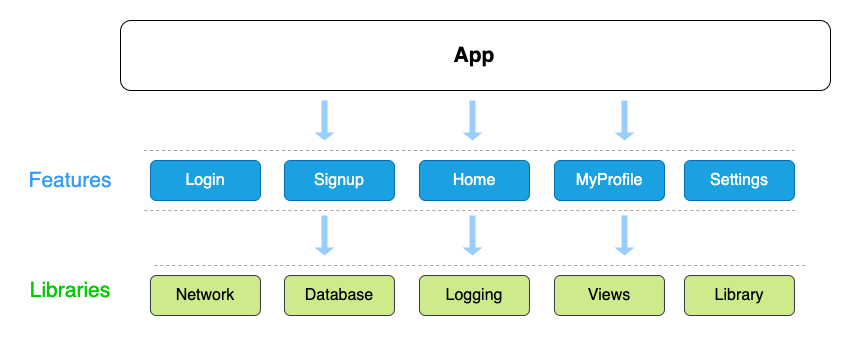 App
Features
Login
Signup
Home
MyProfile
Settings
Libraries
Network
Database
Logging
Views
Library